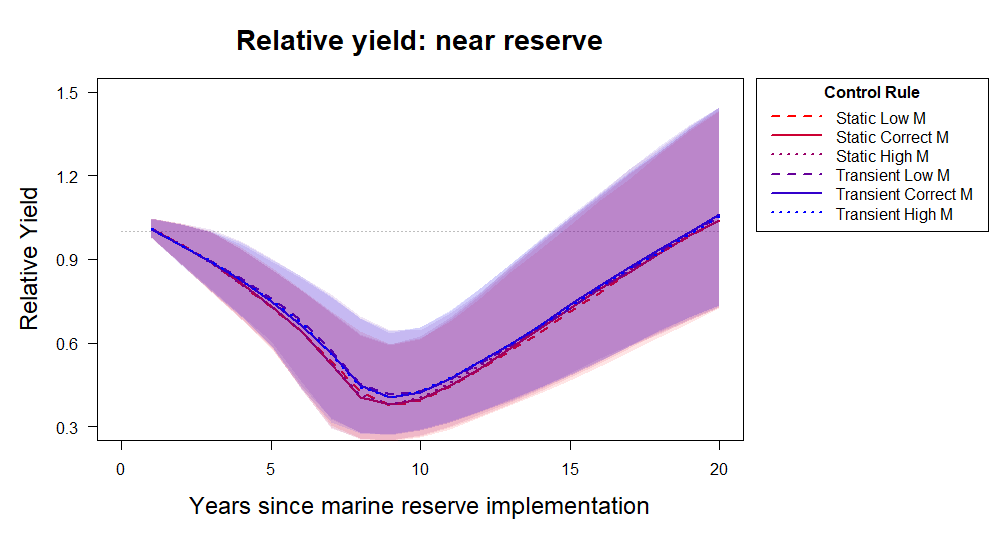 Relative yield: near reserve
Relative Yield
1.5
1.2
0.9
0.6
0.3
0 5 10 15 20
Years since marine reserve implementation
Control Rule
Static Low M
Static Correct M
Static High M
Transient Low M
Transient Correct M
Transient High M